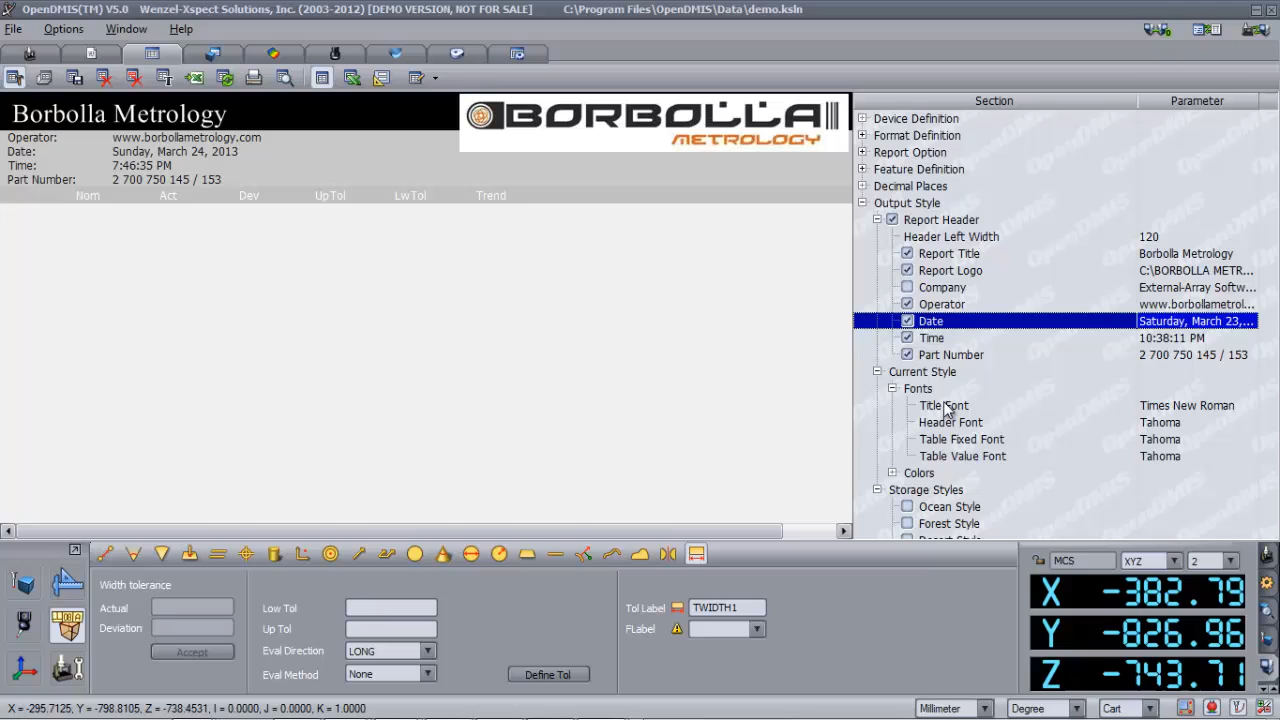 OpenDMIS(TM) V5.0 Wenzel-Xspect Solutions, Inc. (2003-2012) [DEMO VERSION, NOT FOR SALE] C:\Program Files\OpenDMIS\Data\demo.ksln
File Options Window Help
Borbolla Metrology
BORBOLLA
METROLOGY
Operator: www.borbollametrology.com
Date: Sunday, March 24, 2013
Time: 7:46:35 PM
Part Number: 2 700 750 145 / 153
Nom Act Dev UpTol LwTol Trend
Section Parameter
Device Definition
Format Definition
Report Option
Feature Definition
Decimal Places
Output Style
Report Header
Header Left Width 120
Report Title Borbolla Metrology
Report Logo C:\BORBOLLA METR...
Company External-Array Softw...
Operator www.borbollametrol...
Date Saturday, March 23,...
Time 10:38:11 PM
Part Number 2 700 750 145 / 153
Current Style
Fonts
Title Font Times New Roman
Header Font Tahoma
Table Fixed Font Tahoma
Table Value Font Tahoma
Colors
Storage Styles
Ocean Style
Forest Style
Width tolerance
Actual
Deviation
Accept
Low Tol
Up Tol
Eval Direction LONG
Eval Method None
Define Tol
Tol Label TWIDTH1
FLabel
MCS XYZ 2
X -382.79
Y -826.96
Z -743.71
X = -295.7125, Y = -798.8105, Z = -738.4531, I = 0.0000, J = 0.0000, K = 1.0000
Millimeter Degree Cart